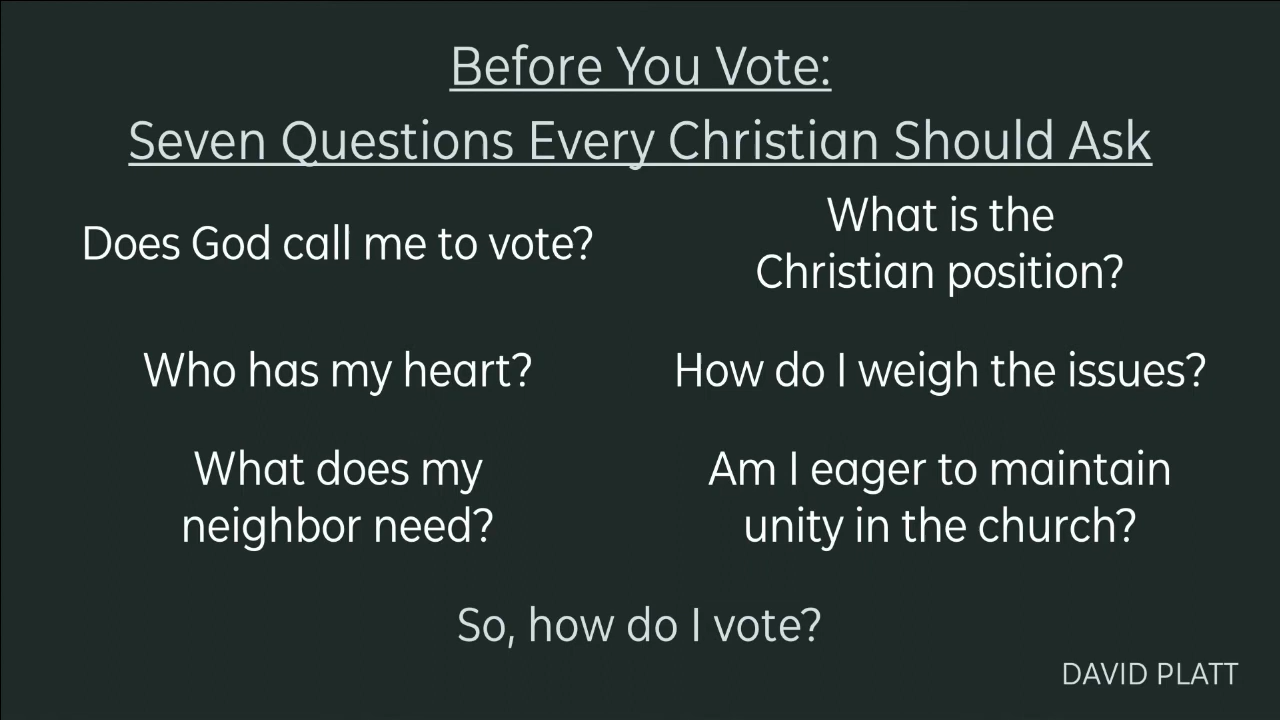 Before You Vote:
Seven Questions Every Christian Should Ask
Does God call me to vote?
Who has my heart?
What does my
neighbor need?
What is the
Christian position?
How do I weigh the issues?
Am I eager to maintain
unity in the church?
So, how do I vote?
DAVID PLATT